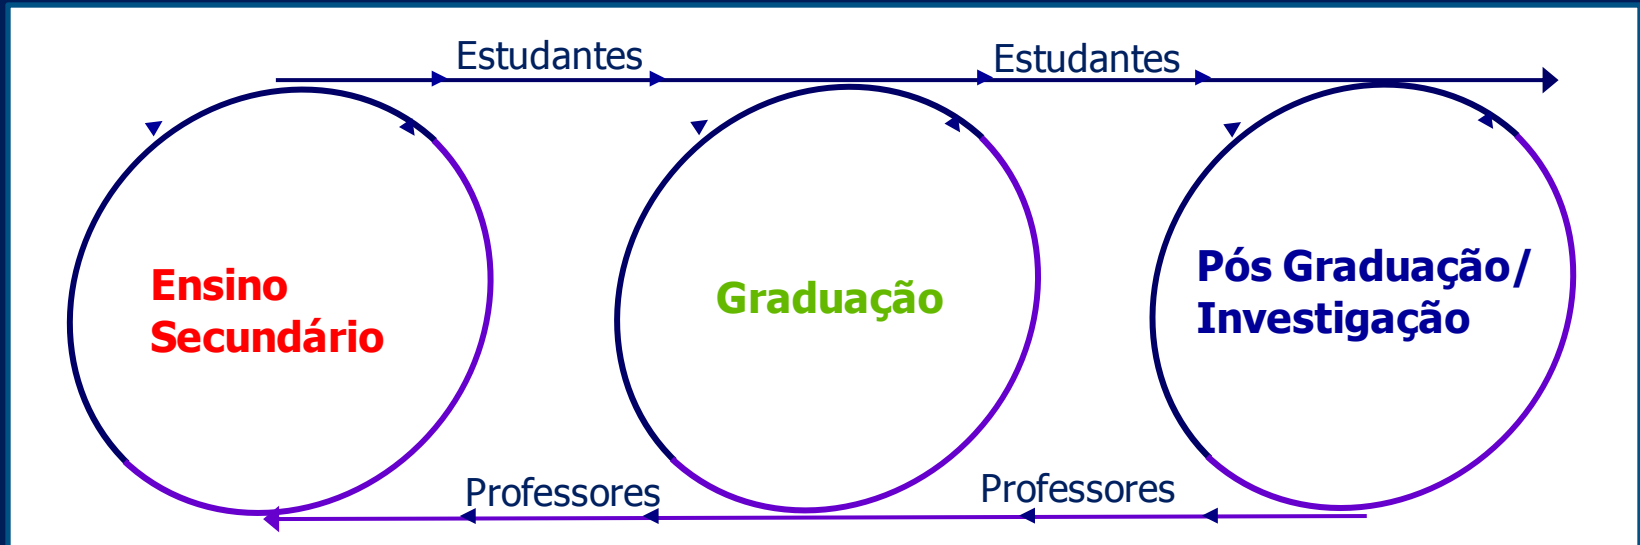 Estudantes
Estudantes
Ensino
Secundário
Graduação
Pós Graduação/
Investigação
Professores
Professores